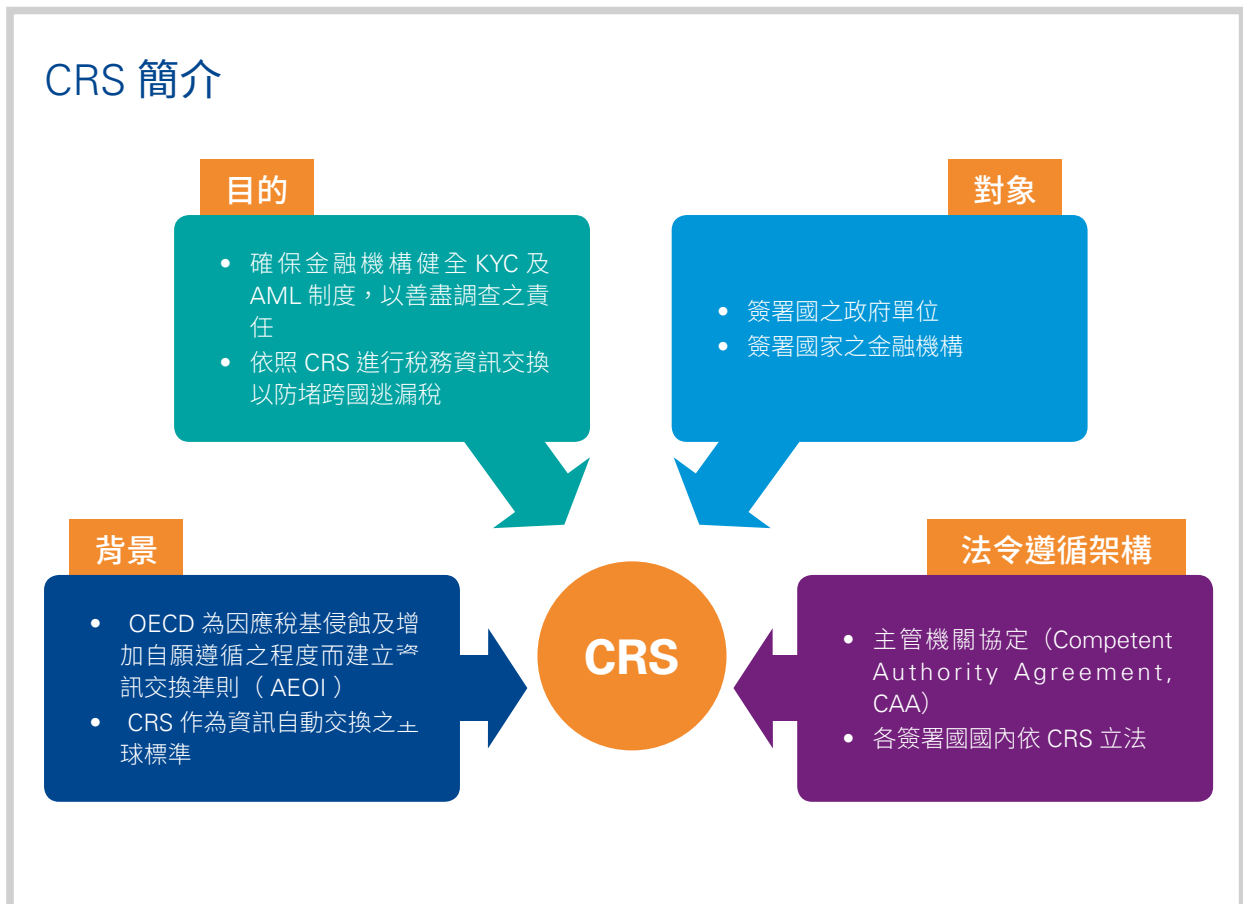 CRS 簡介
目的
• 確保金融機構健全 KYC 及
AML 制度，以善盡調查之責
任
• 依照 CRS 進行稅務資訊交換
以防堵跨國逃漏稅
對象
• 簽署國之政府單位
• 簽署國家之金融機構
背景
• OECD 為因應稅基侵蝕及增
加自願遵循之程度而建立資
訊交換準則（ AEOI ）
• CRS 作為資訊自動交換之全
球標準
CRS
法令遵循架構
• 主管機關協定（Competent
Authority Agreement,
CAA）
• 各簽署國國內依 CRS 立法